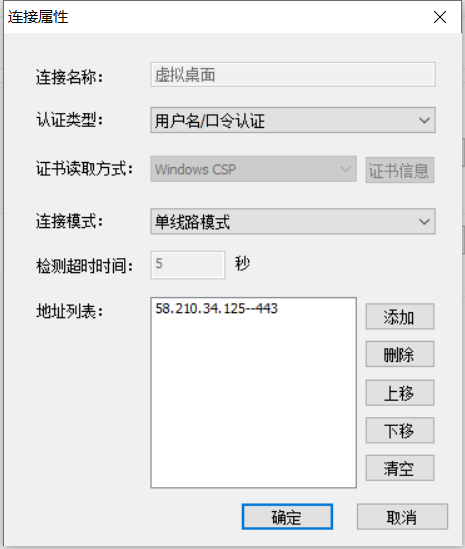 连接属性
连接名称： 虚拟桌面
认证类型： 用户名/口令认证
证书读取方式： Windows CSP 证书信息
连接模式： 单线路模式
检测超时时间： 5 秒
地址列表： 58.210.34.125--443
添加
删除
上移
下移
清空
确定 取消